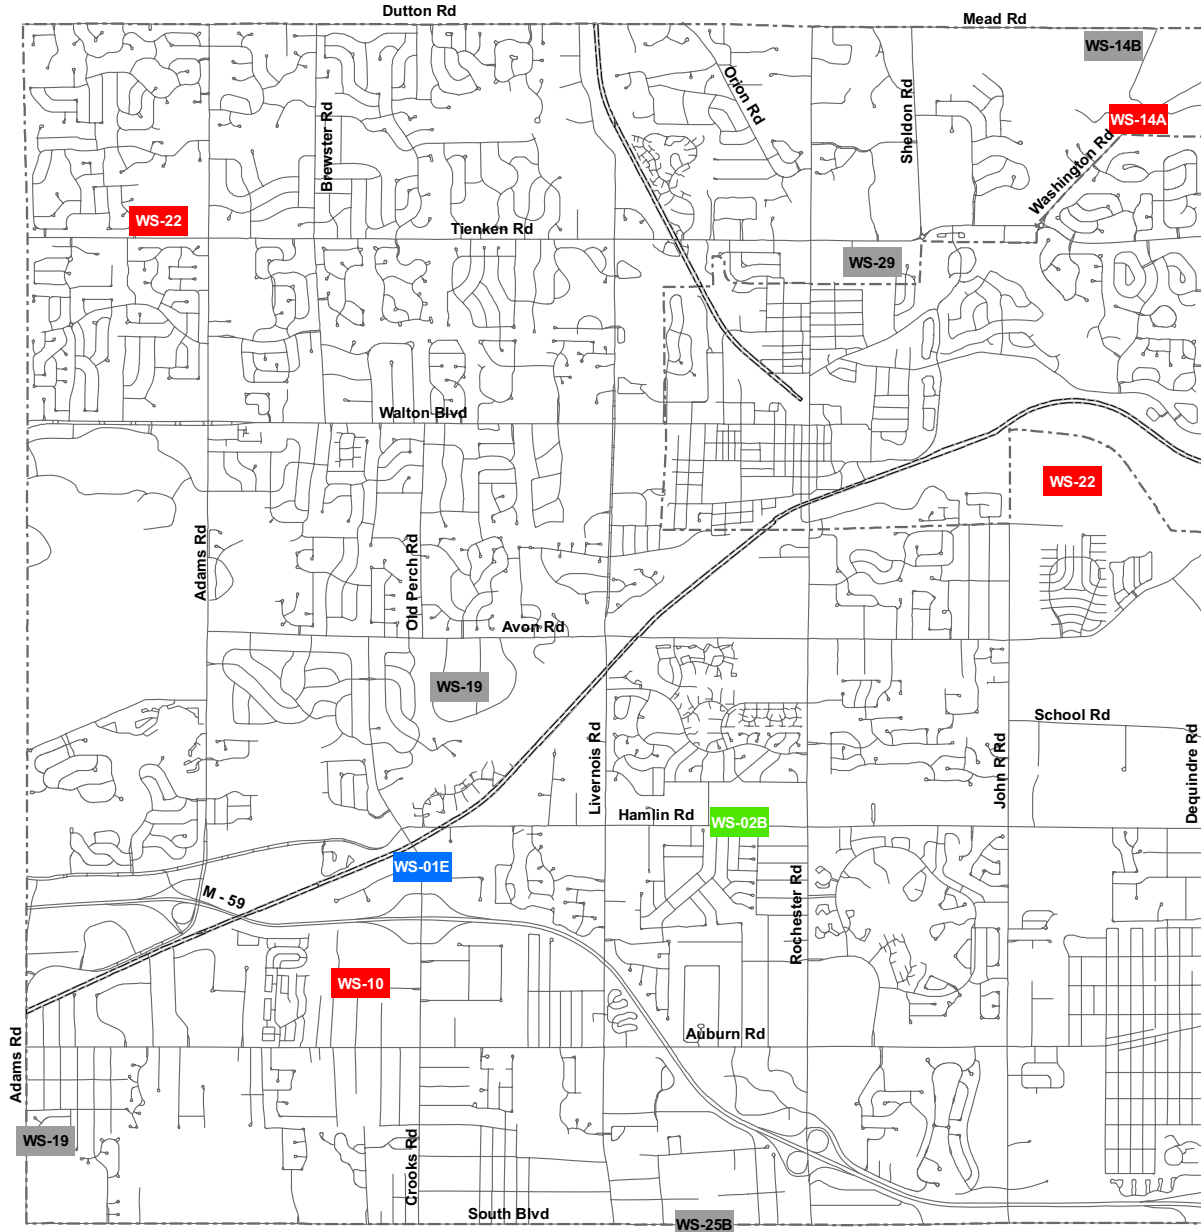 Dutton Rd
Mead Rd
WS-14B
Orion Rd
Sheldon Rd
Brewster Rd
WS-14A
Washington Rd
WS-22
Tienken Rd
WS-29
Walton Blvd
WS-22
Adams Rd
Old Perch Rd
Avon Rd
WS-19
School Rd
Livernois Rd
John R Rd
Dequindre Rd
Hamlin Rd
WS-02B
WS-01E
M - 59
Rochester Rd
WS-10
Auburn Rd
Adams Rd
WS-19
Crooks Rd
South Blvd
WS-25B